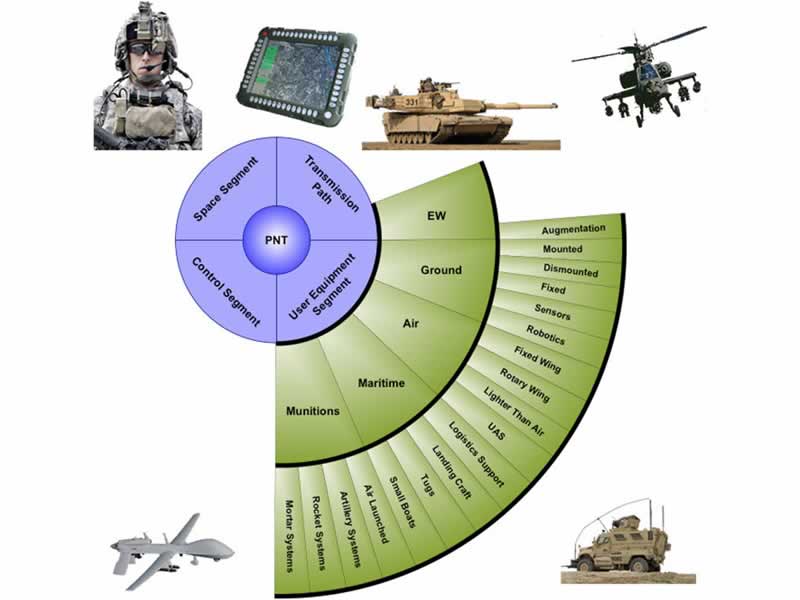 331
Space Segment
Transmission
Path
PNT
Control Segment
User Equipment
Segment
EW
Ground
Air
Maritime
Munitions
Augmentation
Mounted
Dismounted
Fixed
Sensors
Robotics
Fixed Wing
Rotary Wing
Lighter Than Air
UAS
Logistics Support
Landing Craft
Tugs
Small Boats
Air Launched
Artillery Systems
Rocket Systems
Mortar Systems